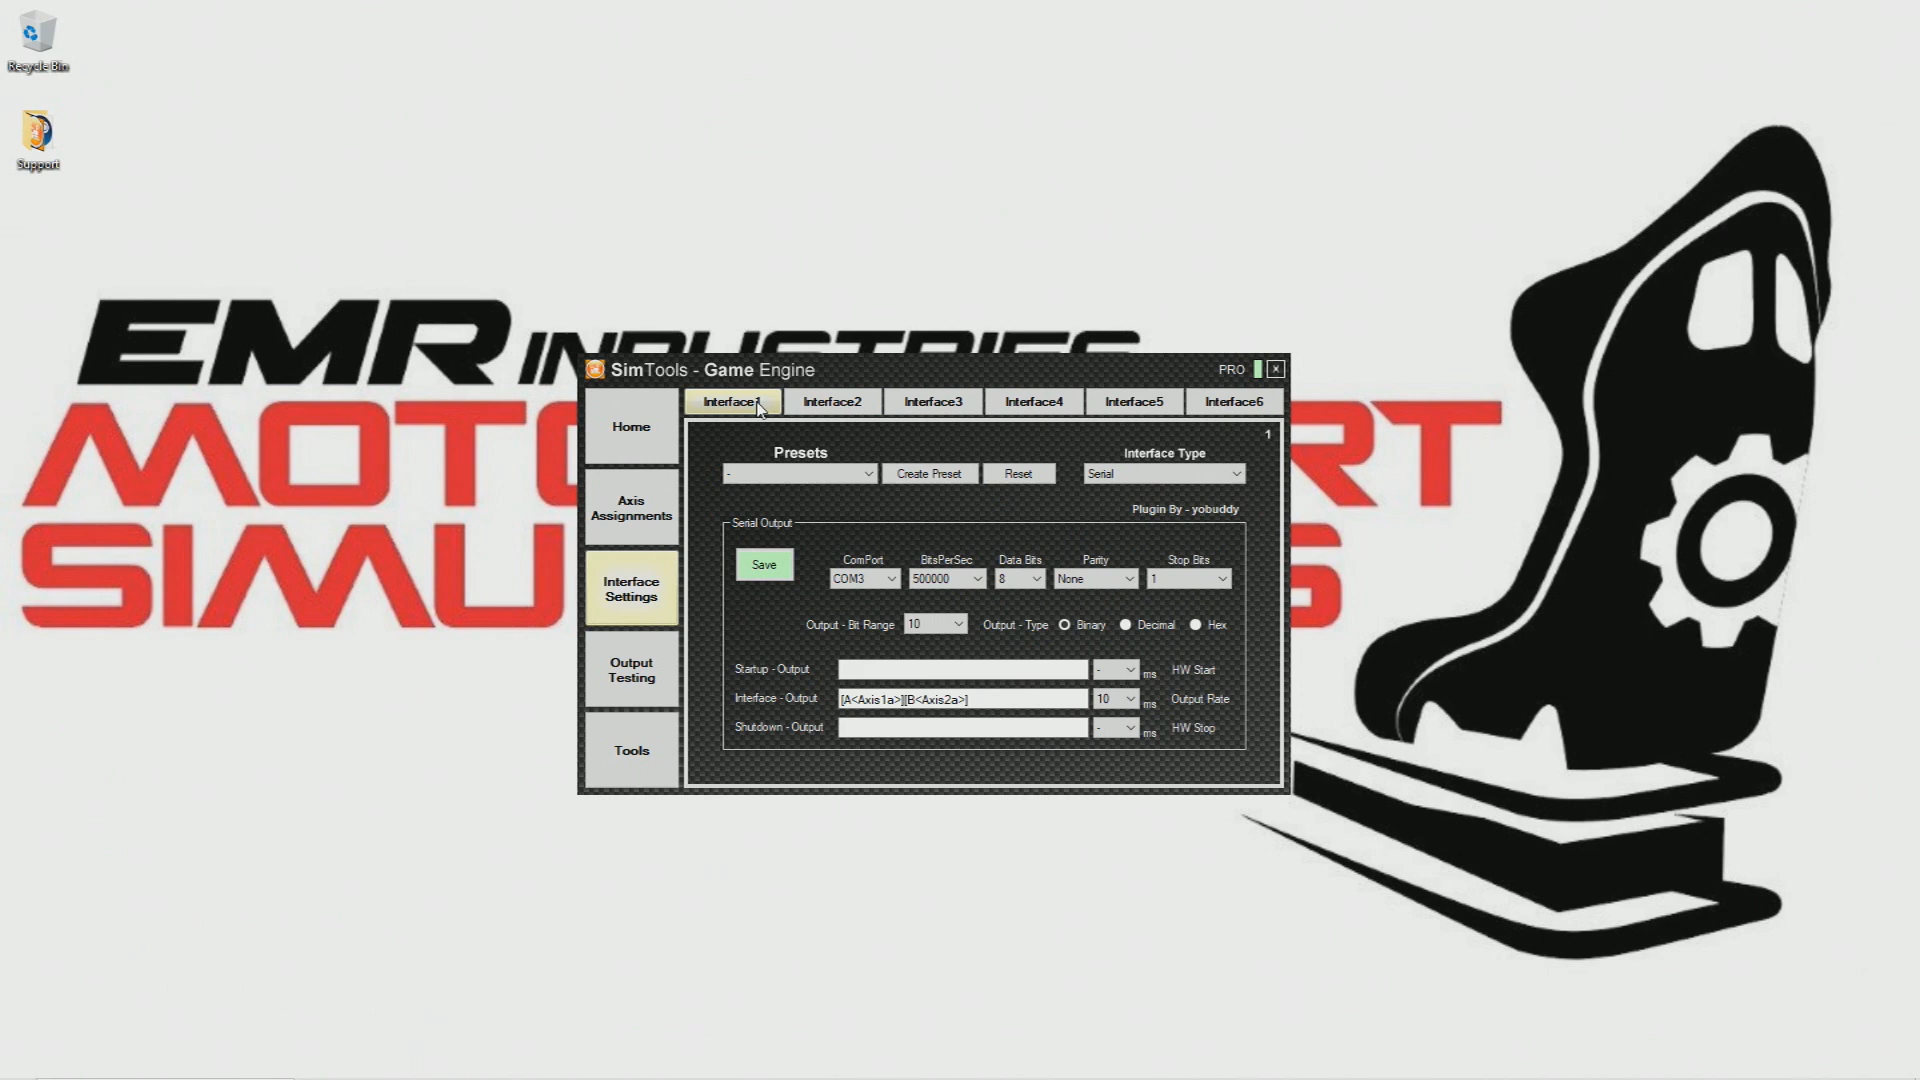 Recycle Bin
Support
EMR INDUSTRIES
SimTools - Game Engine
PRO
Interface1
Interface2
Interface3
Interface4
Interface5
Interface6
Home
Axis
Assignments
Interface
Settings
Output
Testing
Tools
1
Presets
Interface Type
-
Create Preset
Reset
Serial
Plugin By - yobuddy
Serial Output
Save
ComPort
BitsPerSec
Data Bits
Parity
Stop Bits
COM3
500000
8
None
1
Output - Bit Range
10
Output - Type
Binary
Decimal
Hex
Startup - Output
-
ms
HW Start
Interface - Output
[A<Axis1a>][B<Axis2a>]
10
ms
Output Rate
Shutdown - Output
-
ms
HW Stop